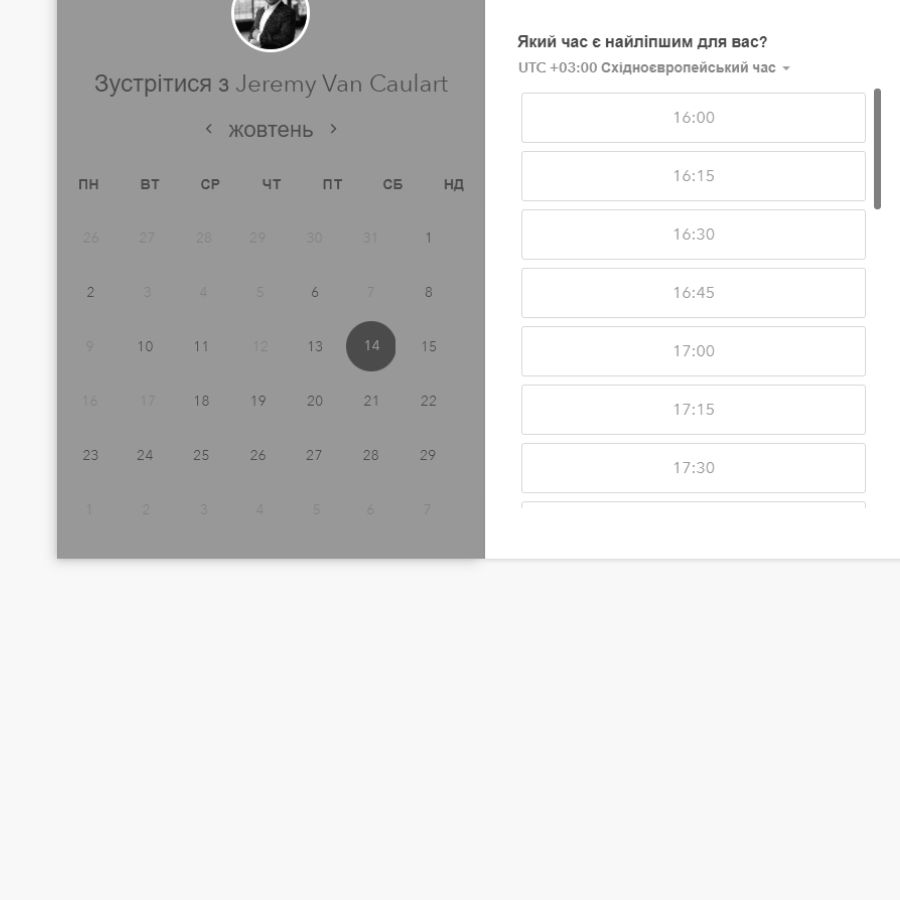 Зустрітися з Jeremy Van Caulart
жовтень
ПН ВТ СР ЧТ ПТ СБ НД
26 27 28 29 30 31 1
2 3 4 5 6 7 8
9 10 11 12 13 14 15
16 17 18 19 20 21 22
23 24 25 26 27 28 29
1 2 3 4 5 6 7
Який час є найліпшим для вас?
UTC +03:00 Східноєвропейський час
16:00
16:15
16:30
16:45
17:00
17:15
17:30